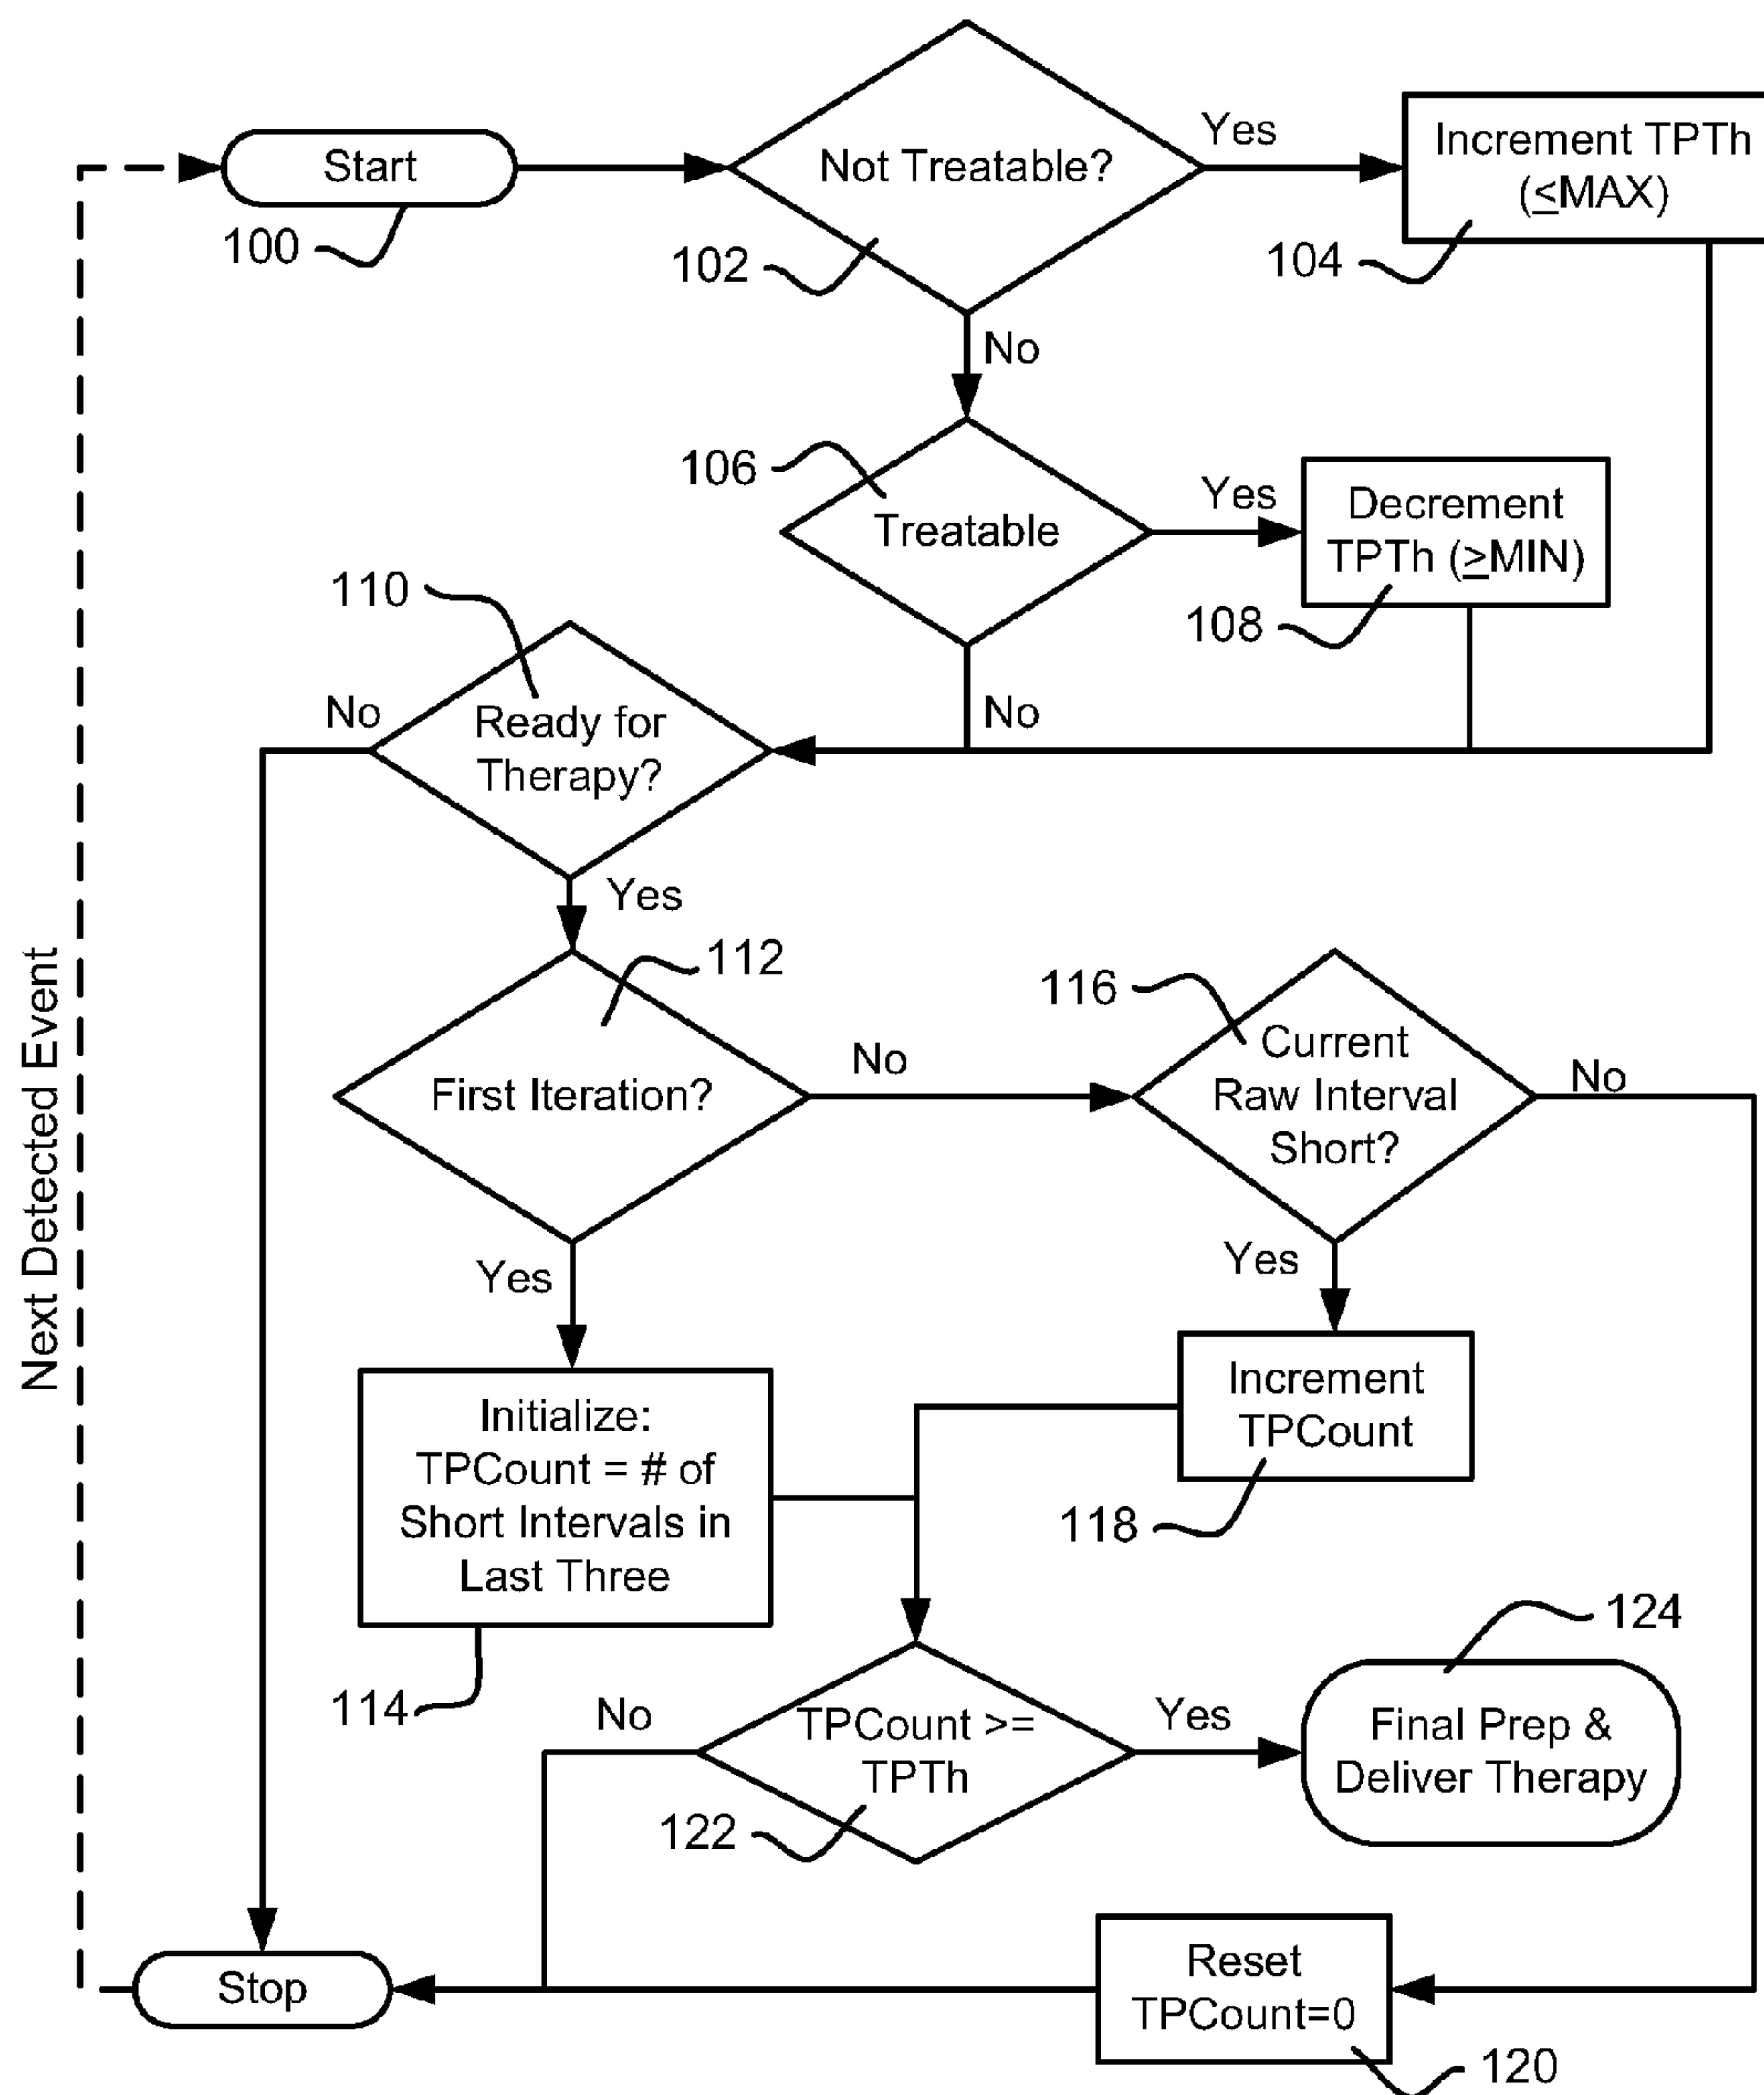 Start
100
Not Treatable?
102
Yes
Increment TPTh
(≤MAX)
104
No
106
Treatable
Yes
Decrement
TPTh (≥MIN)
108
No
110
Ready for
Therapy?
No
Yes
112
First Iteration?
No
116
Current
Raw Interval
Short?
No
Yes
Yes
Initialize:
TPCount = # of
Short Intervals in
Last Three
114
Increment
TPCount
118
TPCount >=
TPTh
122
No
Yes
124
Final Prep &
Deliver Therapy
Reset
TPCount=0
120
Stop
Next Detected Event